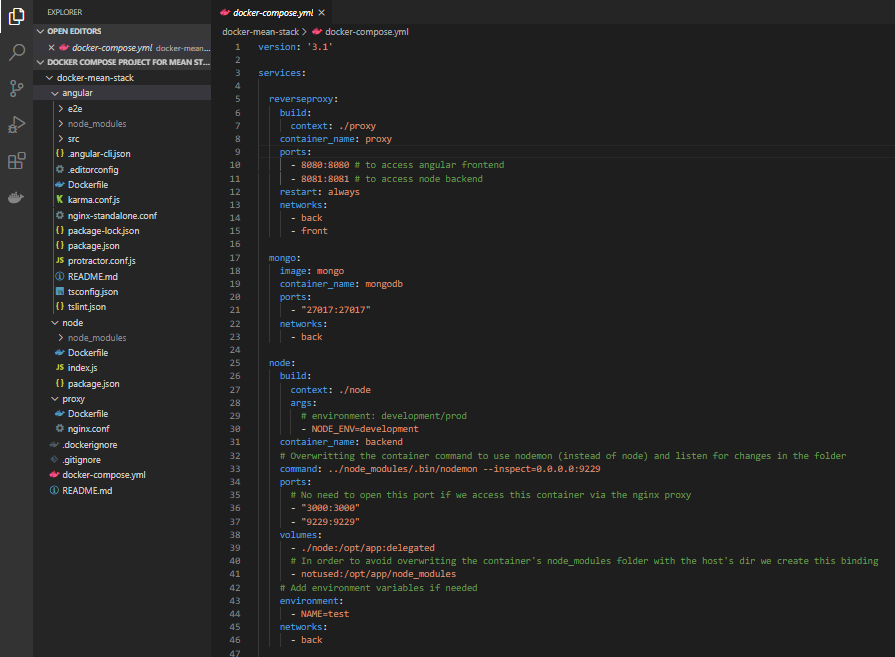 EXPLORER
OPEN EDITORS
docker-compose.yml docker-mean...
DOCKER COMPOSE PROJECT FOR MEAN ST...
docker-mean-stack
angular
e2e
node_modules
src
.angular-cli.json
.editorconfig
Dockerfile
karma.conf.js
nginx-standalone.conf
package-lock.json
package.json
JS protractor.conf.js
README.md
tsconfig.json
tslint.json
node
node_modules
Dockerfile
JS index.js
package.json
proxy
Dockerfile
nginx.conf
.dockerignore
.gitignore
docker-compose.yml
README.md
docker-compose.yml
docker-mean-stack > docker-compose.yml
1 version: '3.1'
2
3 services:
4
5 reverseproxy:
6 build:
7 context: ./proxy
8 container_name: proxy
9 ports:
10 - 8080:8080 # to access angular frontend
11 - 8081:8081 # to access node backend
12 restart: always
13 networks:
14 - back
15 - front
16
17 mongo:
18 image: mongo
19 container_name: mongodb
20 ports:
21 - "27017:27017"
22 networks:
23 - back
24
25 node:
26 build:
27 context: ./node
28 args:
29 # environment: development/prod
30 - NODE_ENV=development
31 container_name: backend
32 # Overwritting the container command to use nodemon (instead of node) and listen for changes in the folder
33 command: ../node_modules/.bin/nodemon --inspect=0.0.0.0:9229
34 ports:
35 # No need to open this port if we access this container via the nginx proxy
36 - "3000:3000"
37 - "9229:9229"
38 volumes:
39 - ./node:/opt/app:delegated
40 # In order to avoid overwriting the container's node_modules folder with the host's dir we create this binding
41 - notused:/opt/app/node_modules
42 # Add environment variables if needed
43 environment:
44 - NAME=test
45 networks:
46 - back
47